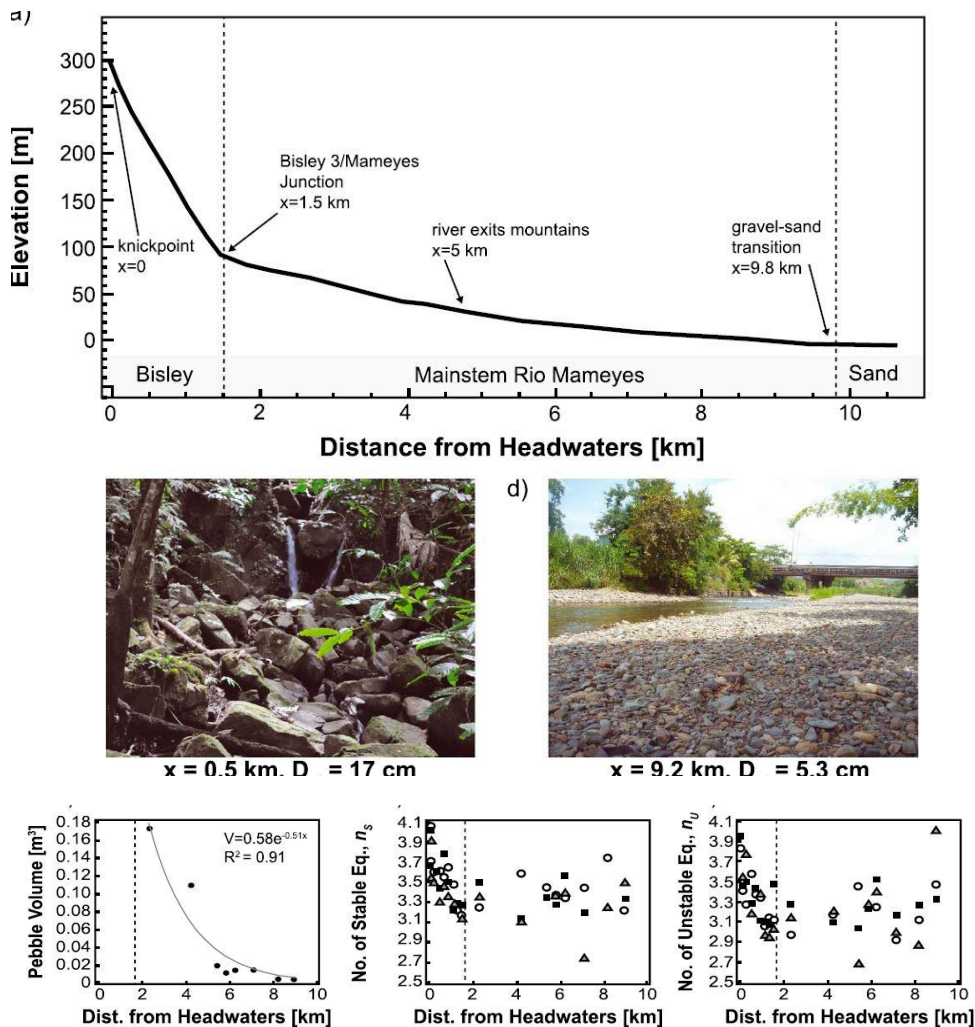 a)
Elevation [m]
300
250
200
150
100
50
0
knickpoint
x=0
Bisley 3/Mameyes
Junction
x=1.5 km
river exits mountains
x=5 km
gravel-sand
transition
x=9.8 km
Bisley
Mainstem Rio Mameyes
Sand
0 2 4 6 8 10
Distance from Headwaters [km]
d)
x = 0.5 km, D = 17 cm
x = 9.2 km, D = 5.3 cm
Pebble Volume [m³]
0.18
0.16
0.14
0.12
0.10
0.08
0.06
0.04
0.02
0
V=0.58e^-0.51x
R² = 0.91
0 2 4 6 8 10
Dist. from Headwaters [km]
No. of Stable Eq., nₛ
4.1
3.9
3.7
3.5
3.3
3.1
2.9
2.7
2.5
0 2 4 6 8 10
Dist. from Headwaters [km]
No. of Unstable Eq., n_U
4.1
3.9
3.7
3.5
3.3
3.1
2.9
2.7
2.5
0 2 4 6 8 10
Dist. from Headwaters [km]